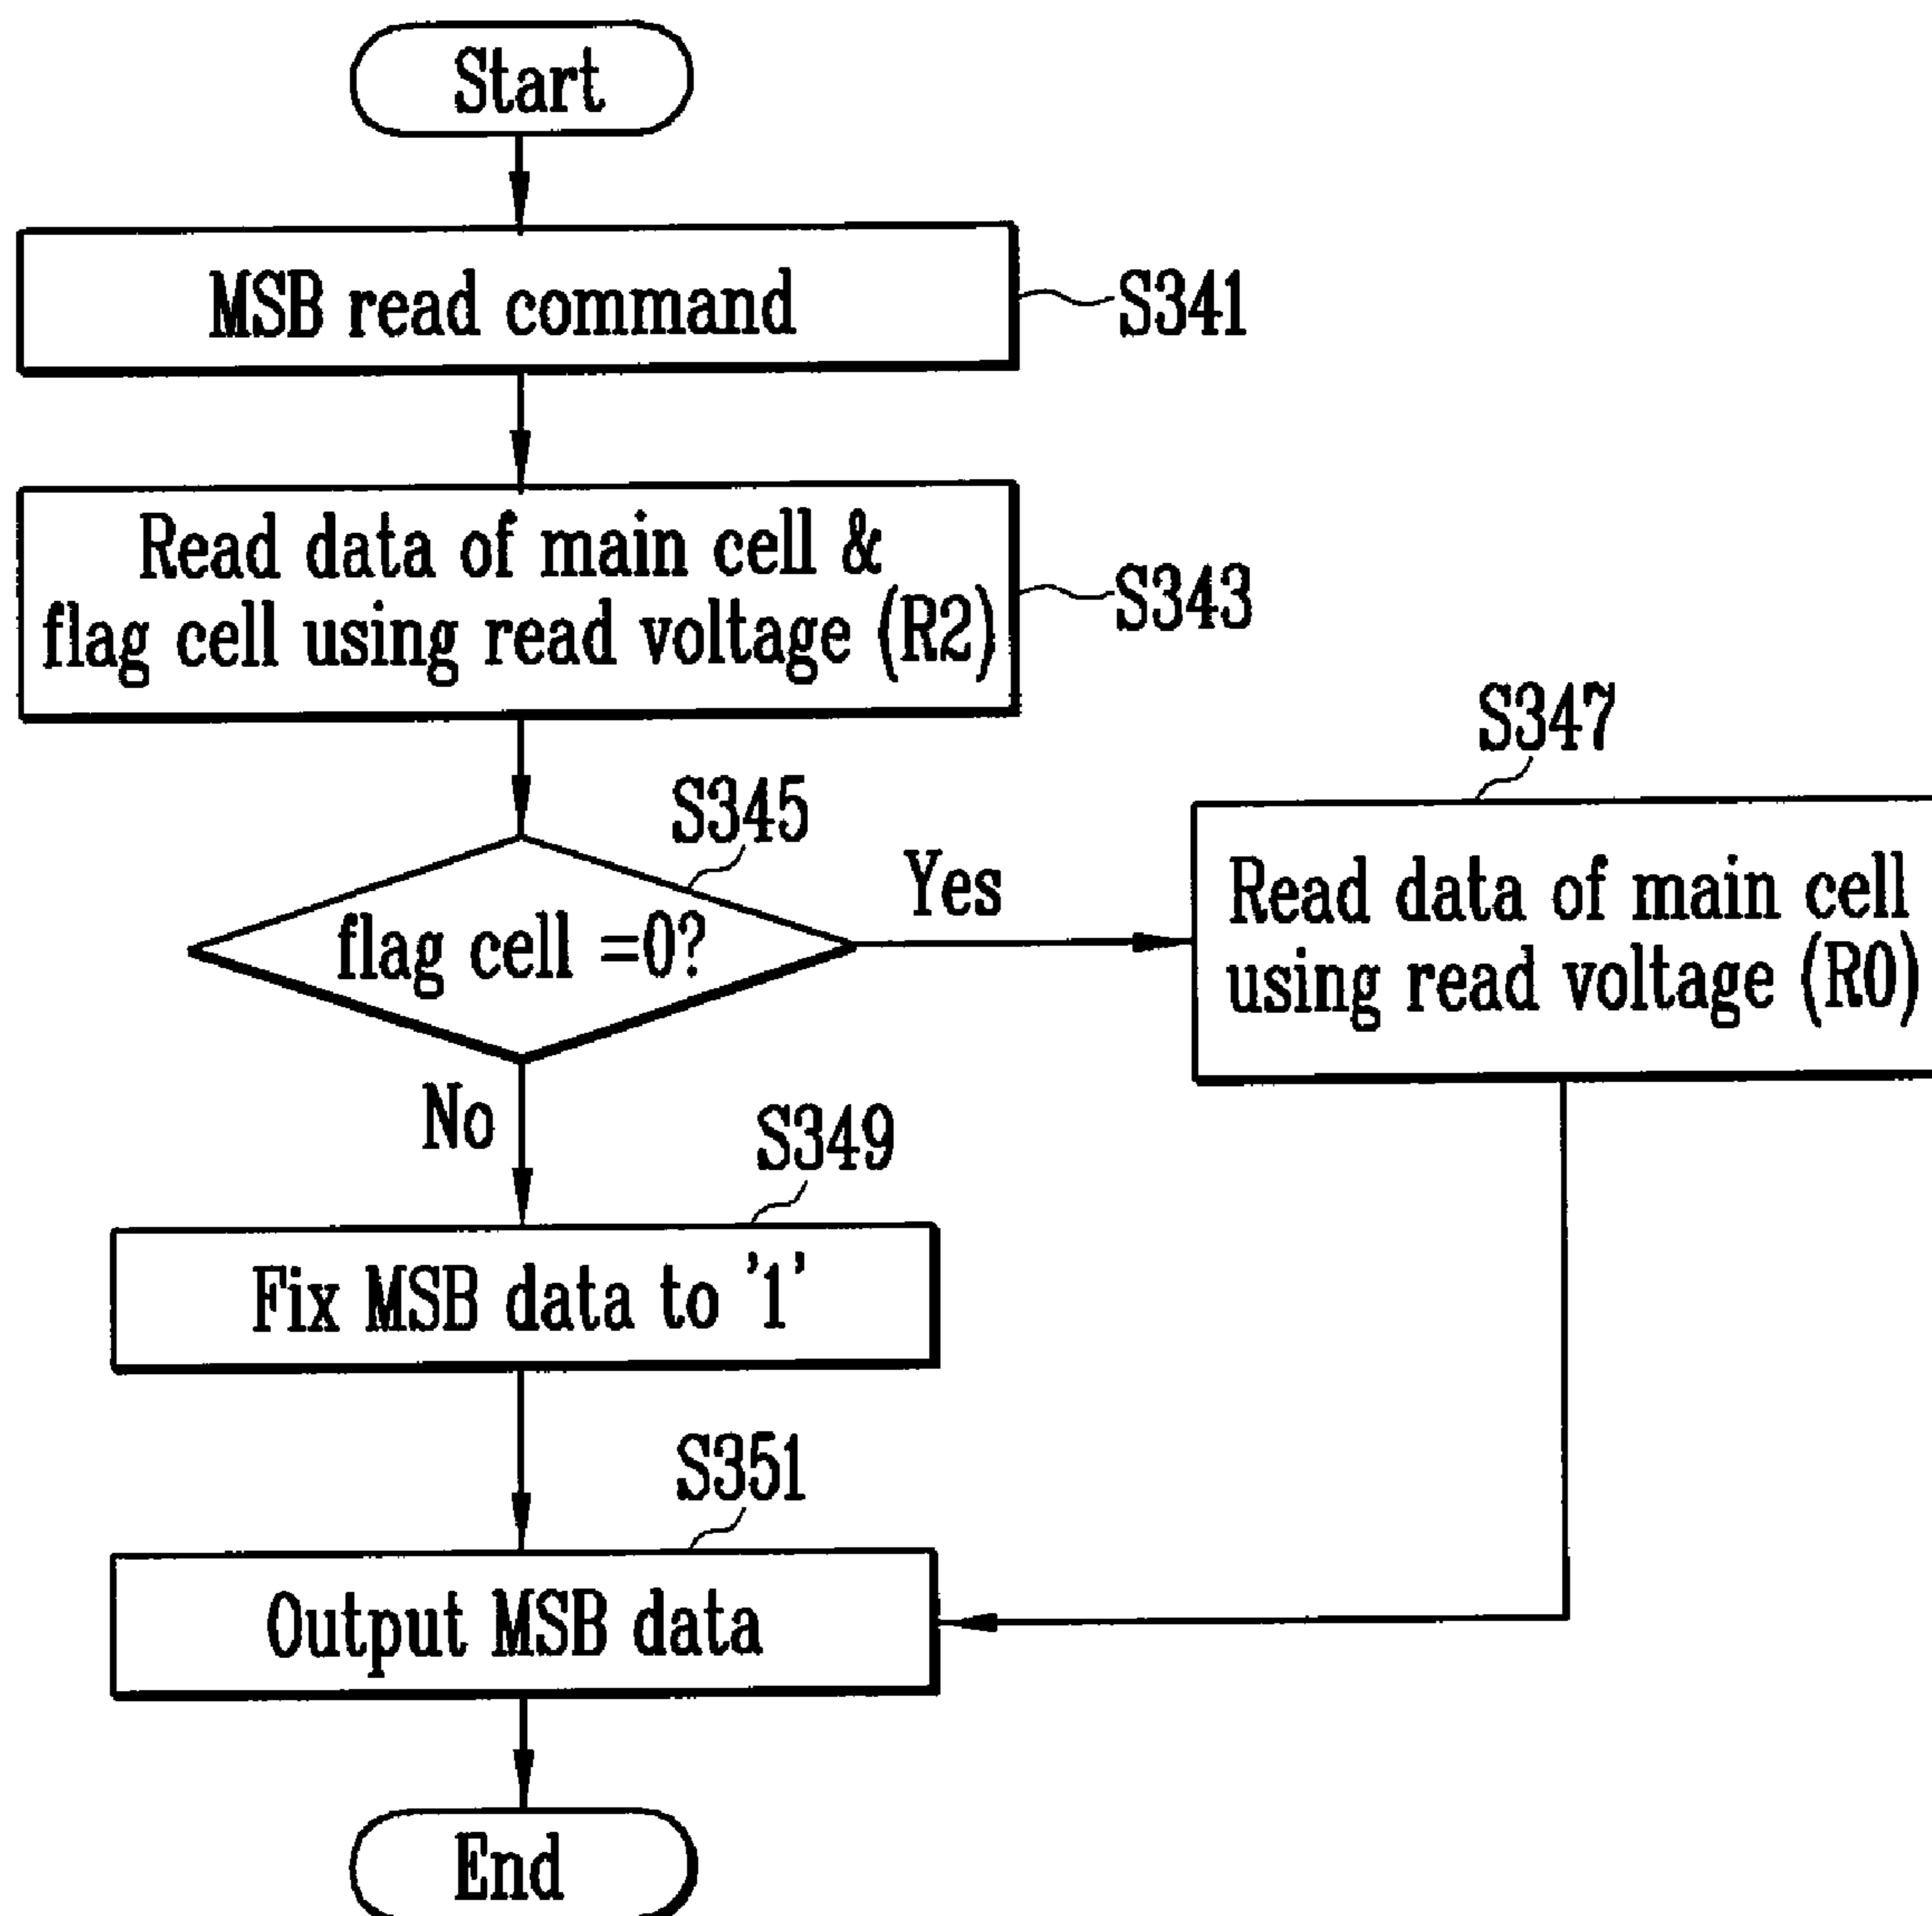 Start
MSB read command
S341
Read data of main cell &
flag cell using read voltage (R2)
S343
S345
flag cell =0?
Yes
S347
Read data of main cell
using read voltage (R0)
No
S349
Fix MSB data to '1'
S351
Output MSB data
End